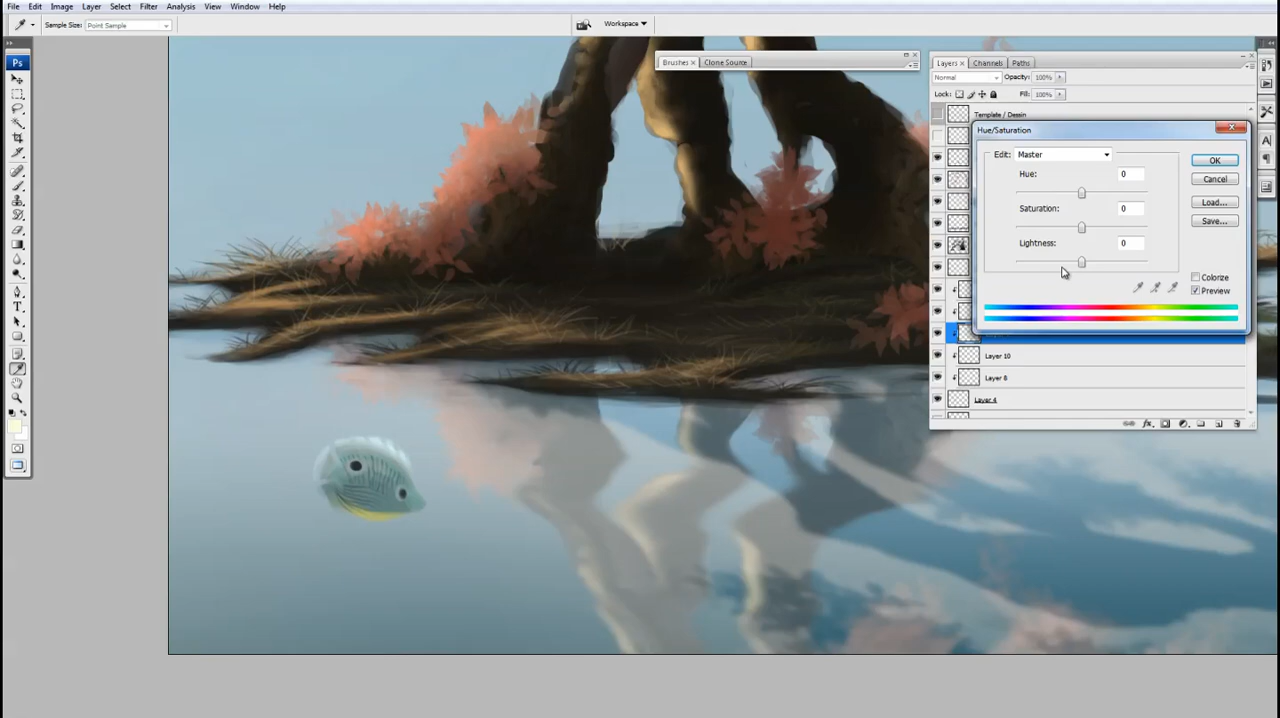 File Edit Image Layer Select Filter Analysis View Window Help
Sample Size: Point Sample Workspace
Ps
Brushes × Clone Source
Layers × Channels Paths
Normal Opacity: 100%
Lock: Fill: 100%
Template / Dessin
Hue/Saturation
Edit: Master OK
Hue: 0
Cancel
Saturation: 0
Load...
Save...
Lightness: 0
Colorize
Preview
Layer 10
Layer 8
Layer 4